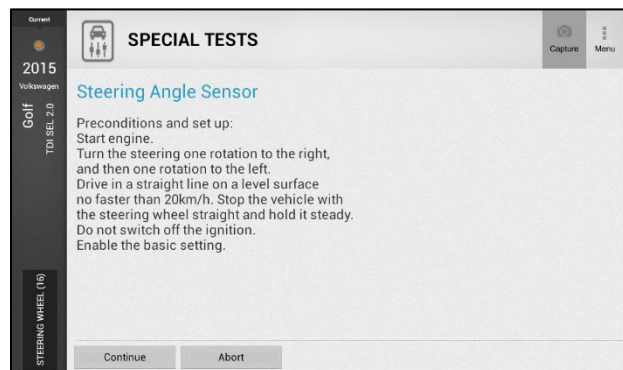 Current
2015
Volkswagen
Golf
TDI SEL 2.0
STEERING WHEEL (16)
SPECIAL TESTS
Capture
Menu
Steering Angle Sensor
Preconditions and set up:
Start engine.
Turn the steering one rotation to the right,
and then one rotation to the left.
Drive in a straight line on a level surface
no faster than 20km/h. Stop the vehicle with
the steering wheel straight and hold it steady.
Do not switch off the ignition.
Enable the basic setting.
Continue
Abort